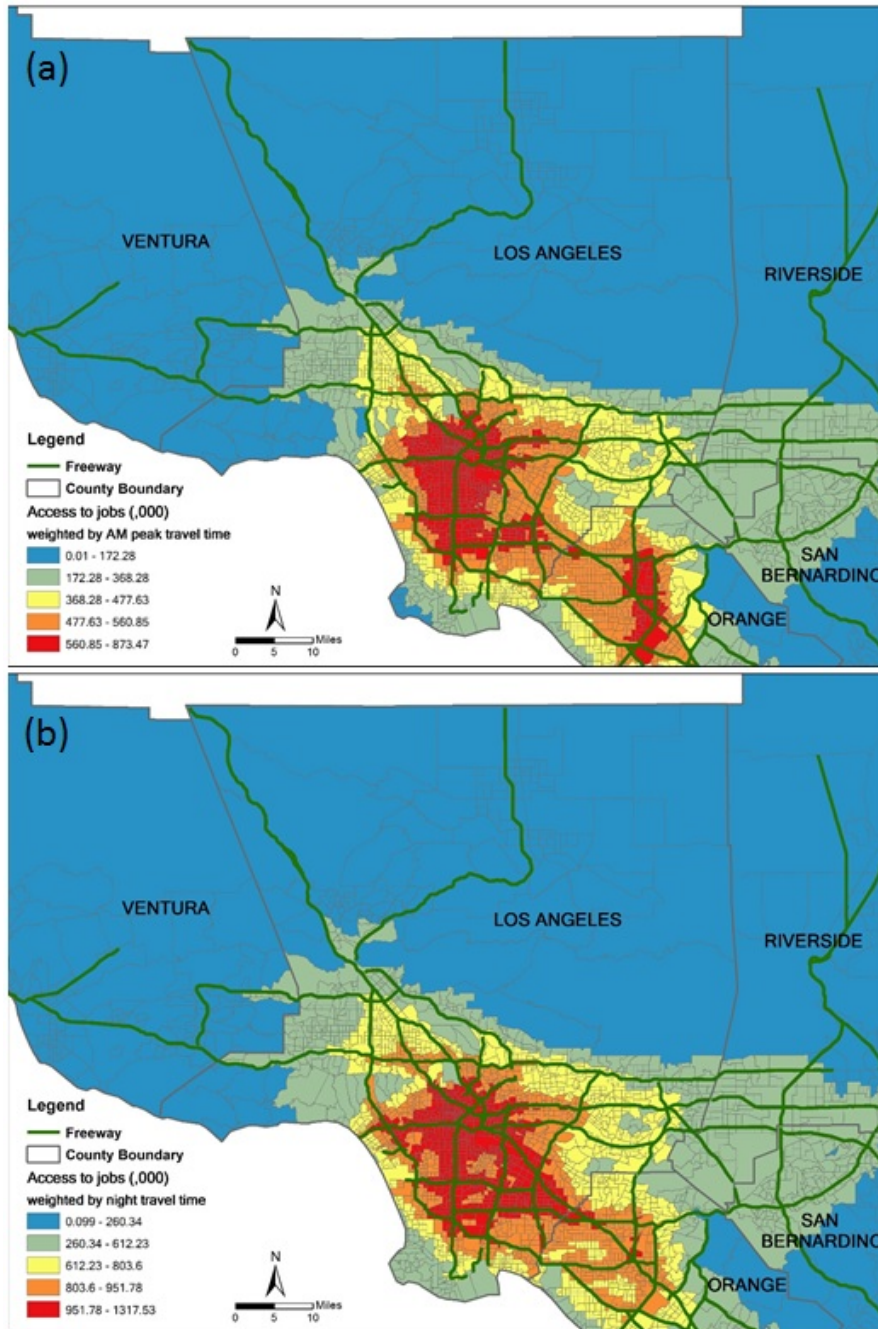 (a)
VENTURA
LOS ANGELES
RIVERSIDE
SAN
BERNARDINO
ORANGE
Legend
Freeway
County Boundary
Access to jobs (,000)
weighted by AM peak travel time
0.01 - 172.28
172.28 - 368.28
368.28 - 477.63
477.63 - 560.85
560.85 - 873.47
N
Miles
0 5 10
(b)
VENTURA
LOS ANGELES
RIVERSIDE
SAN
BERNARDINO
ORANGE
Legend
Freeway
County Boundary
Access to jobs (,000)
weighted by night travel time
0.099 - 260.34
260.34 - 612.23
612.23 - 803.6
803.6 - 951.78
951.78 - 1317.53
N
Miles
0 5 10